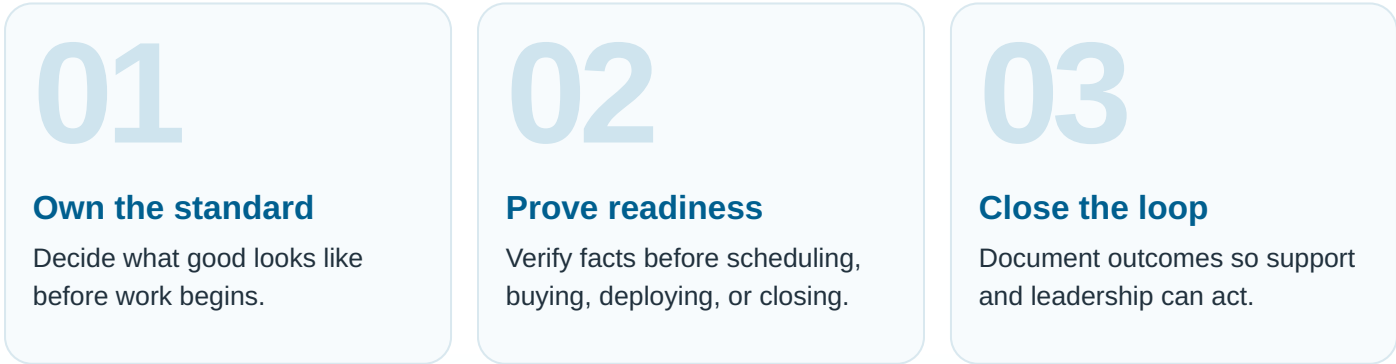 01
Own the standard
Decide what good looks like
before work begins.
02
Prove readiness
Verify facts before scheduling,
buying, deploying, or closing.
03
Close the loop
Document outcomes so support
and leadership can act.